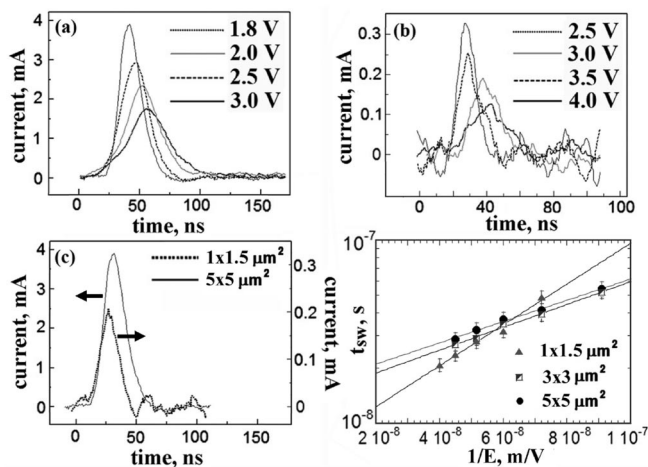 (a)
1.8 V
2.0 V
2.5 V
3.0 V
current, mA
4
3
2
1
0
0 50 100 150
time, ns
(b)
2.5 V
3.0 V
3.5 V
4.0 V
current, mA
0.3
0.2
0.1
0
0 20 40 60 80 100
time, ns
(c)
1x1.5 μm²
5x5 μm²
current, mA
4
3
2
1
0
0.3
0.2
0.1
0
current, mA
0 50 100 150
time, ns
10⁻⁷
10⁻⁸
t sw, s
1x1.5 μm²
3x3 μm²
5x5 μm²
2 10⁻⁸ 4 10⁻⁸ 6 10⁻⁸ 8 10⁻⁸ 1 10⁻⁷
1/E, m/V